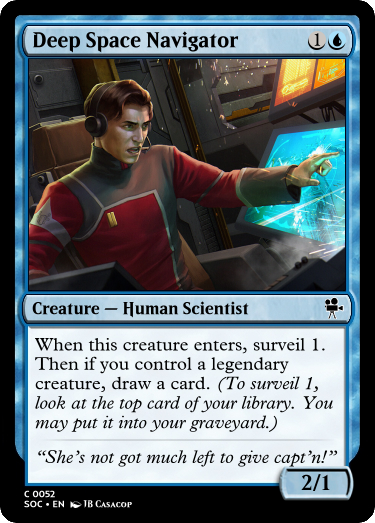 Deep Space Navigator 1
Creature — Human Scientist
When this creature enters, surveil 1.
Then if you control a legendary
creature, draw a card. (To surveil 1,
look at the top card of your library. You
may put it into your graveyard.)
“She’s not got much left to give capt’n!”
2/1
C 0052
SOC • EN JB Casacop